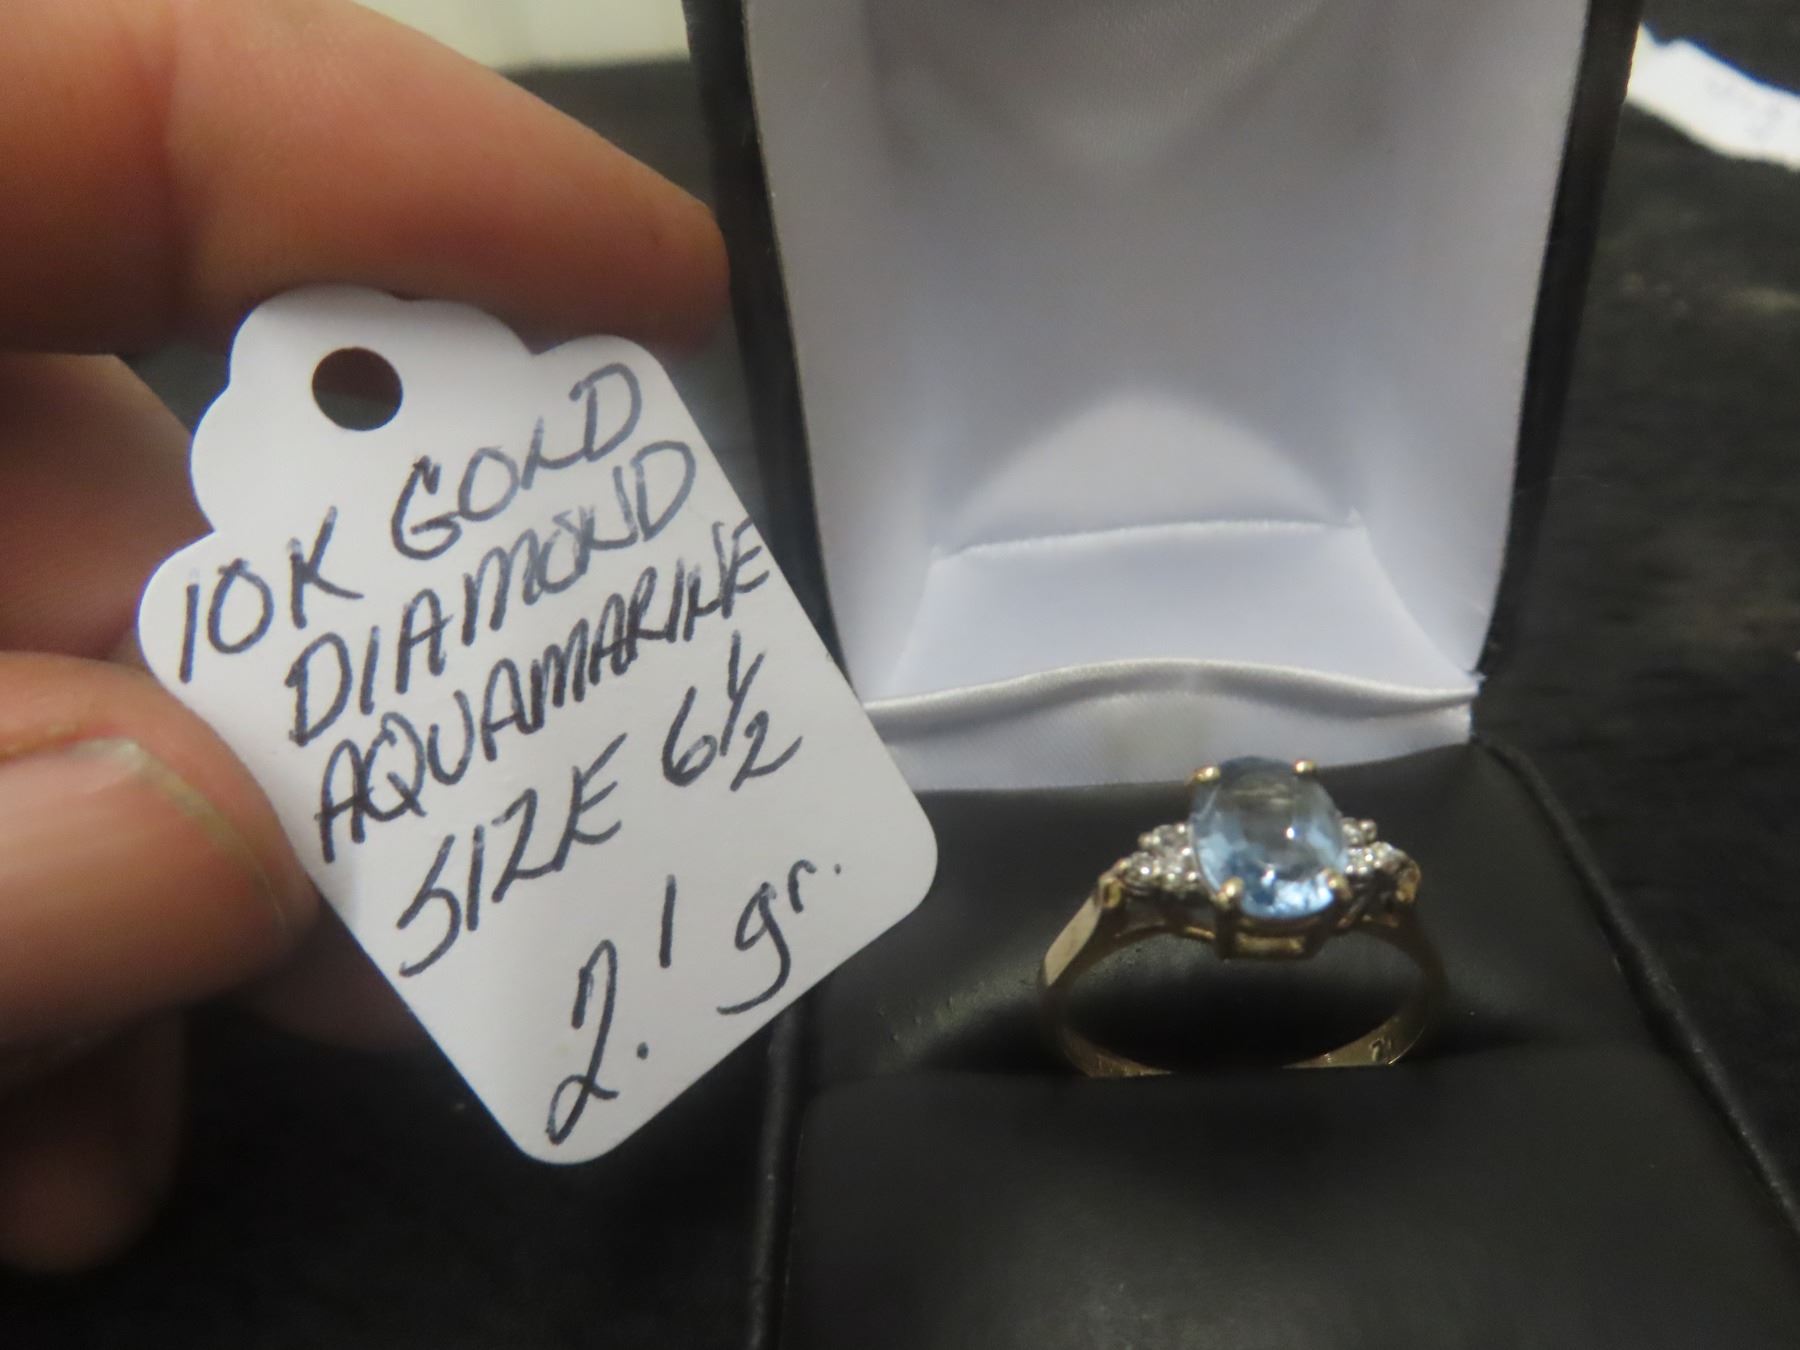 10K GOLD
DIAMOND
AQUAMARINE
SIZE 6½
2.1 gr.